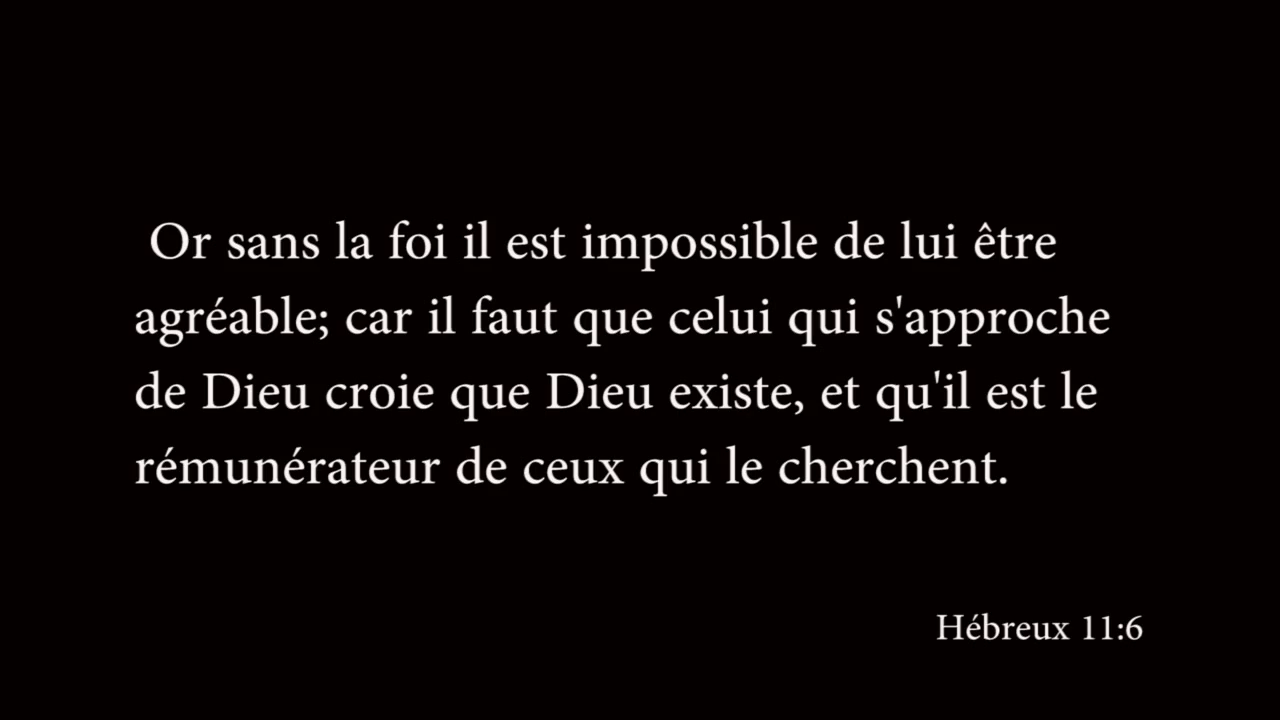 Or sans la foi il est impossible de lui être
agréable; car il faut que celui qui s'approche
de Dieu croie que Dieu existe, et qu'il est le
rémunérateur de ceux qui le cherchent.
Hébreux 11:6